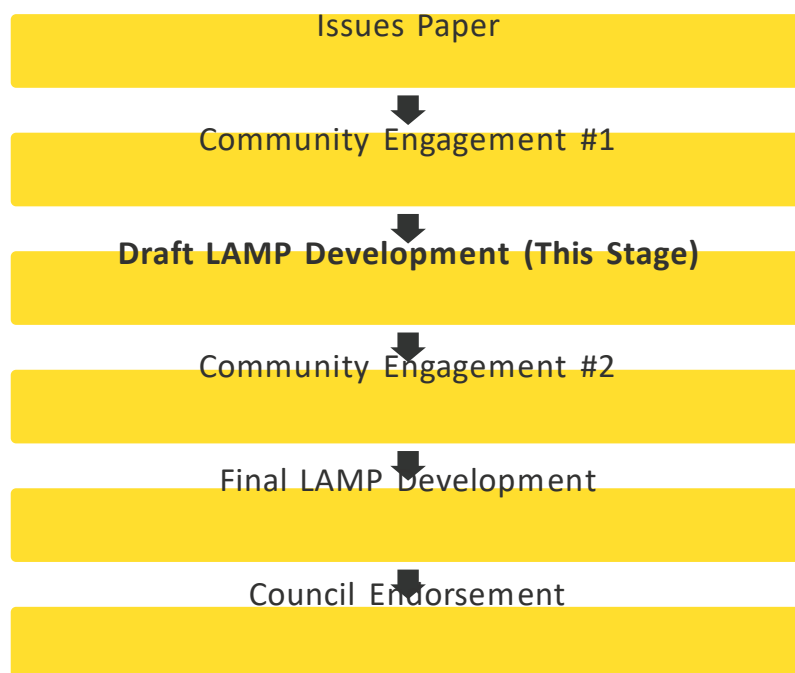 Issues Paper
Community Engagement #1
Draft LAMP Development (This Stage)
Community Engagement #2
Final LAMP Development
Council Endorsement